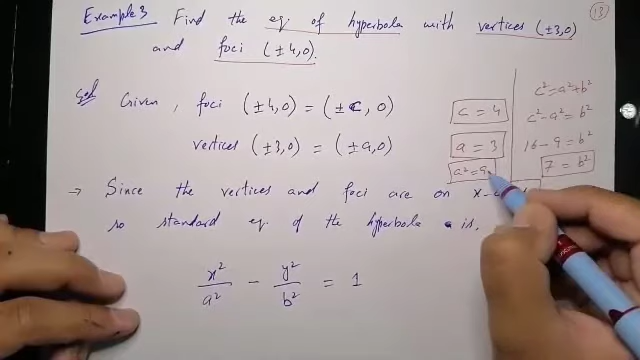 Example 3 Find the eq. of hyperbola with vertices (±3,0)
and foci (±4,0).
13
Sol Given, foci (±4,0) = (±c, 0)
vertices (±3,0) = (±a,0)
c = 4
a = 3
a² = 9
c² = a² + b²
c² - a² = b²
16 - 9 = b²
7 = b²
→ Since the vertices and foci are on
so standard eq. of the hyperbola is,
x²/a² - y²/b² = 1